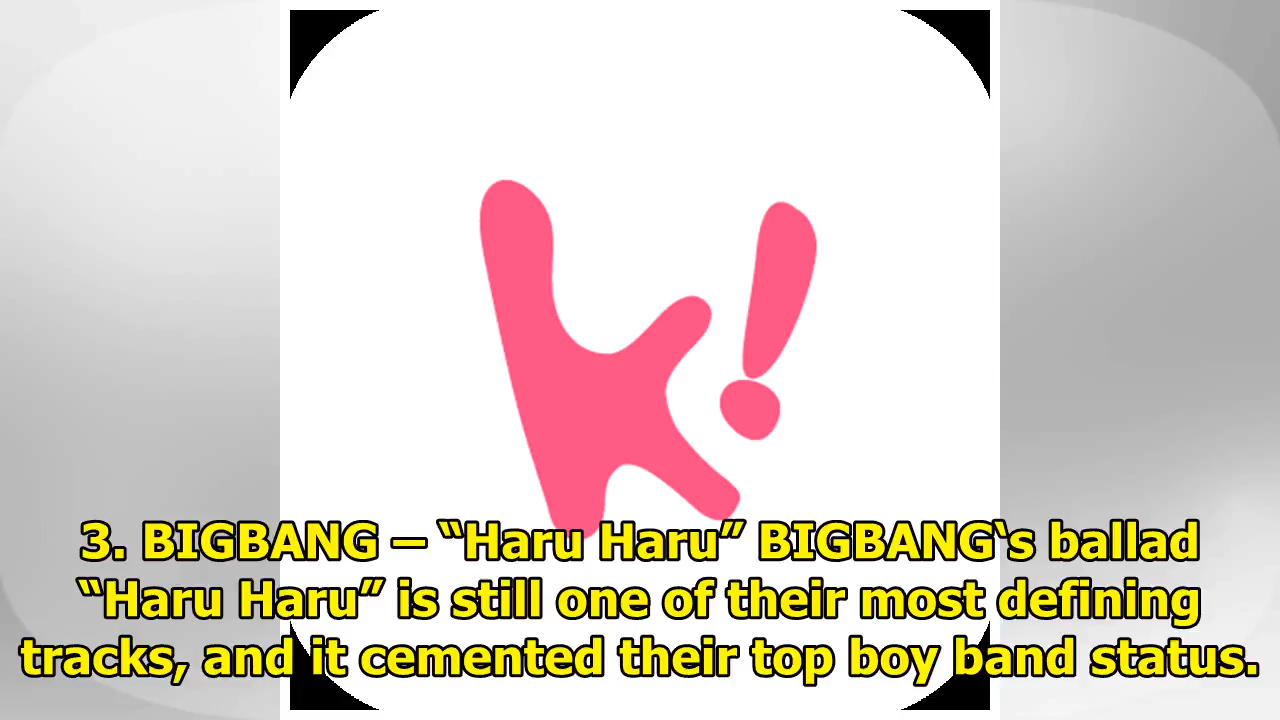 k!
3. BIGBANG – “Haru Haru” BIGBANG‘s ballad
“Haru Haru” is still one of their most defining
tracks, and it cemented their top boy band status.